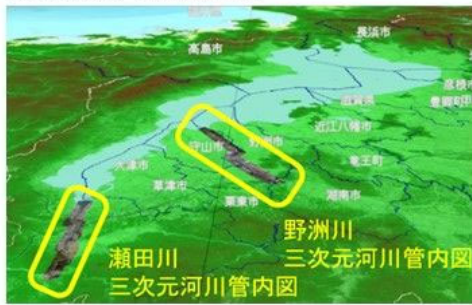 長浜市
高島市
彦根市
滋賀県
豊郷町
近江八幡市
守山市
野洲市
竜王町
大津市
草津市
栗東市
湖南市
野洲川
三次元河川管内図
瀬田川
三次元河川管内図